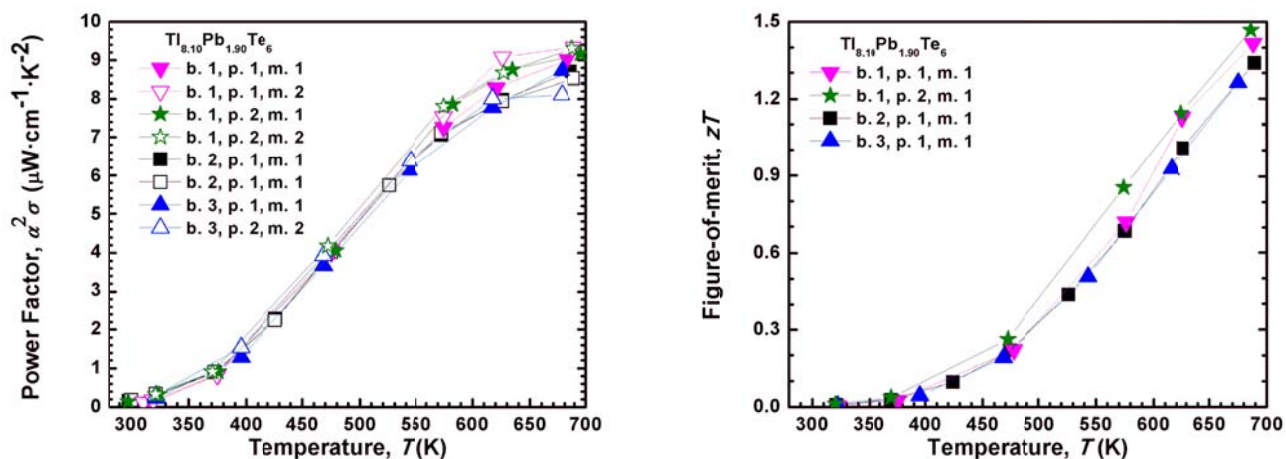 Tl8.10Pb1.90Te6
b. 1, p. 1, m. 1
b. 1, p. 1, m. 2
b. 1, p. 2, m. 1
b. 1, p. 2, m. 2
b. 2, p. 1, m. 1
b. 2, p. 1, m. 1
b. 3, p. 1, m. 1
b. 3, p. 2, m. 2
Power Factor, α² σ (μW·cm⁻¹·K⁻²)
10
9
8
7
6
5
4
3
2
1
0
300 350 400 450 500 550 600 650 700
Temperature, T (K)
Tl8.10Pb1.90Te6
b. 1, p. 1, m. 1
b. 1, p. 2, m. 1
b. 2, p. 1, m. 1
b. 3, p. 1, m. 1
Figure-of-merit, zT
1.5
1.2
0.9
0.6
0.3
0.0
300 350 400 450 500 550 600 650 700
Temperature, T (K)